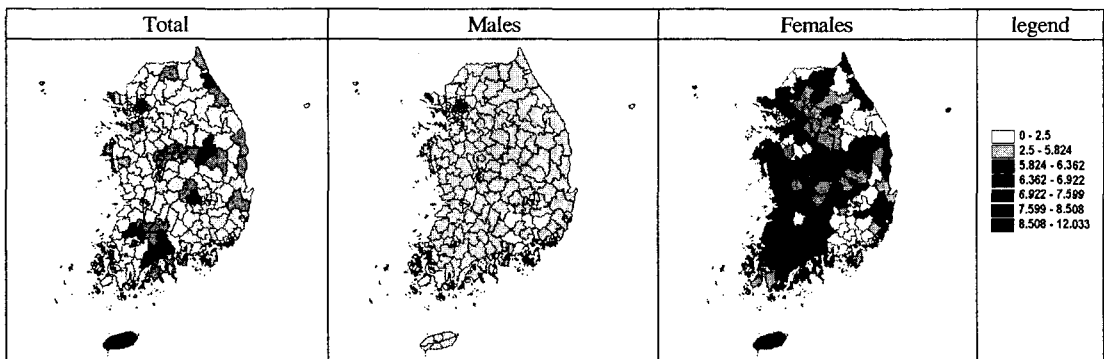 Total
Males
Females
legend
0 - 2.5
2.5 - 5.824
5.824 - 6.362
6.362 - 6.922
6.922 - 7.599
7.599 - 8.508
8.508 - 12.033